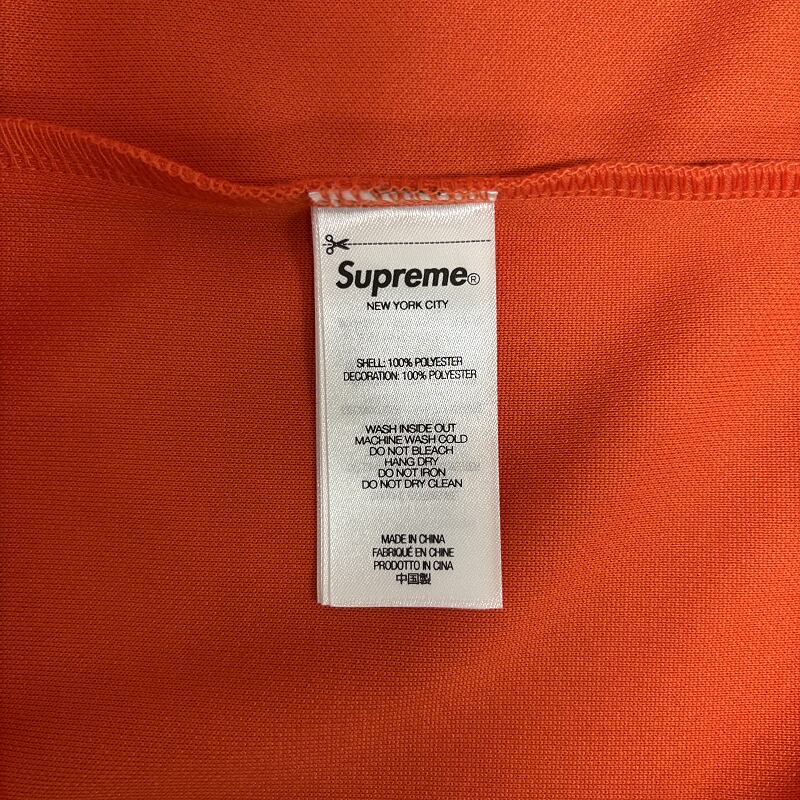 Supreme®
NEW YORK CITY
SHELL: 100% POLYESTER
DECORATION: 100% POLYESTER
WASH INSIDE OUT
MACHINE WASH COLD
DO NOT BLEACH
HANG DRY
DO NOT IRON
DO NOT DRY CLEAN
MADE IN CHINA
FABRIQUÉ EN CHINE
PRODOTTO IN CINA
中国製